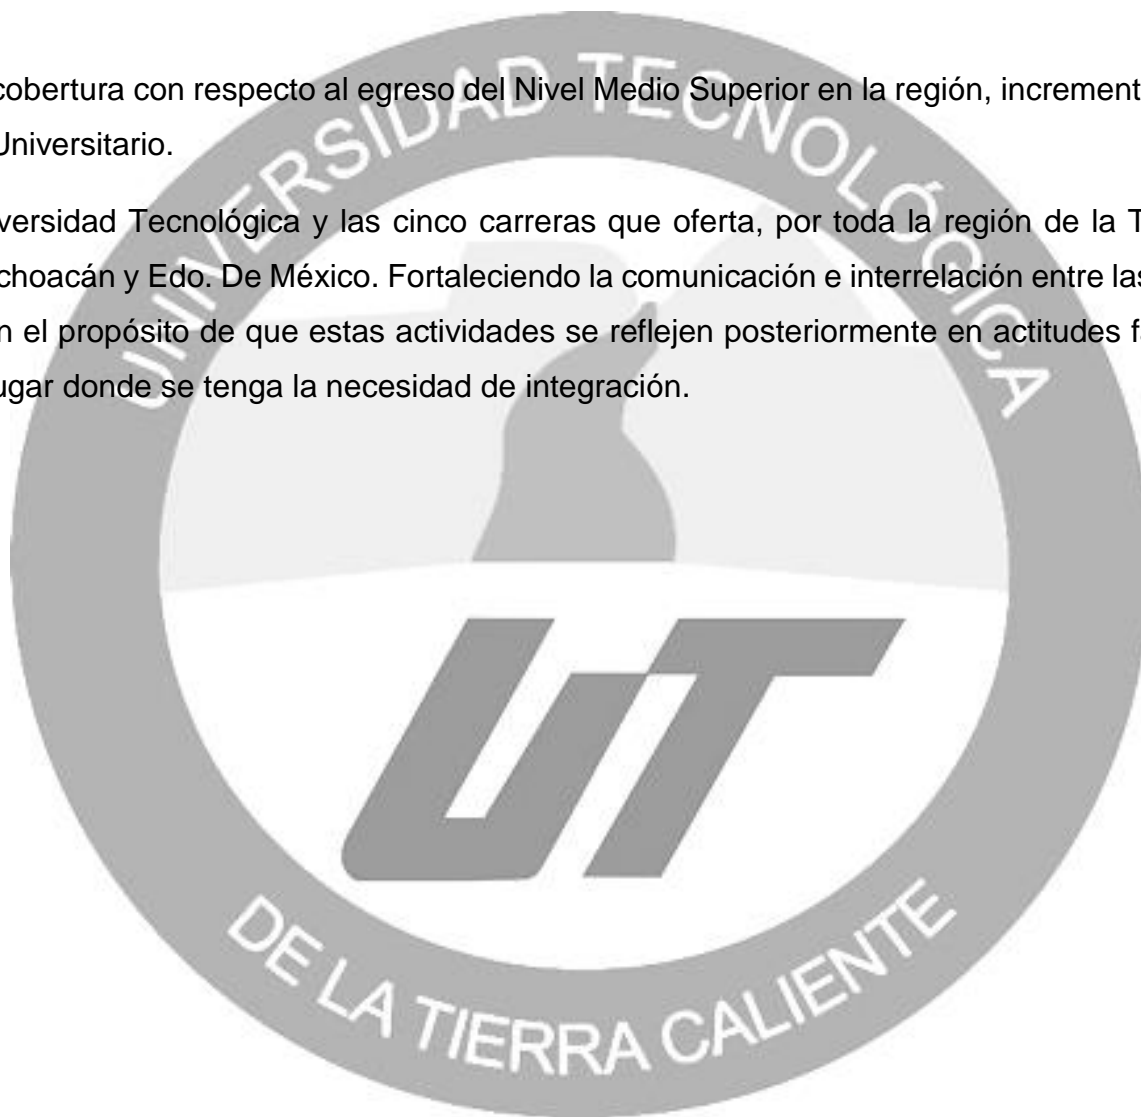 cobertura con respecto al egreso del Nivel Medio Superior en la región, increment
Universitario.
versidad Tecnológica y las cinco carreras que oferta, por toda la región de la T
choacán y Edo. De México. Fortaleciendo la comunicación e interrelación entre las
n el propósito de que estas actividades se reflejen posteriormente en actitudes f
ugar donde se tenga la necesidad de integración.
UNIVERSIDAD TECNOLÓGICA
UT
DE LA TIERRA CALIENTE